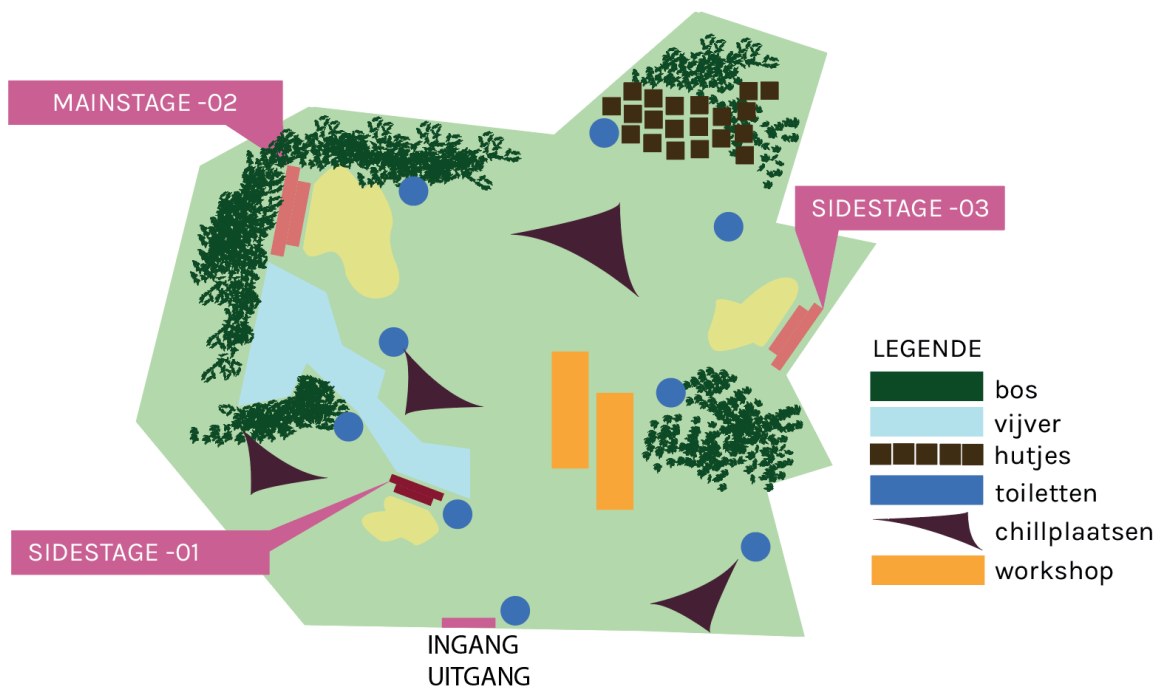 MAINSTAGE -02
SIDESTAGE -03
LEGENDE
bos
vijver
hutjes
toiletten
chillplaatsen
workshop
SIDESTAGE -01
INGANG
UITGANG